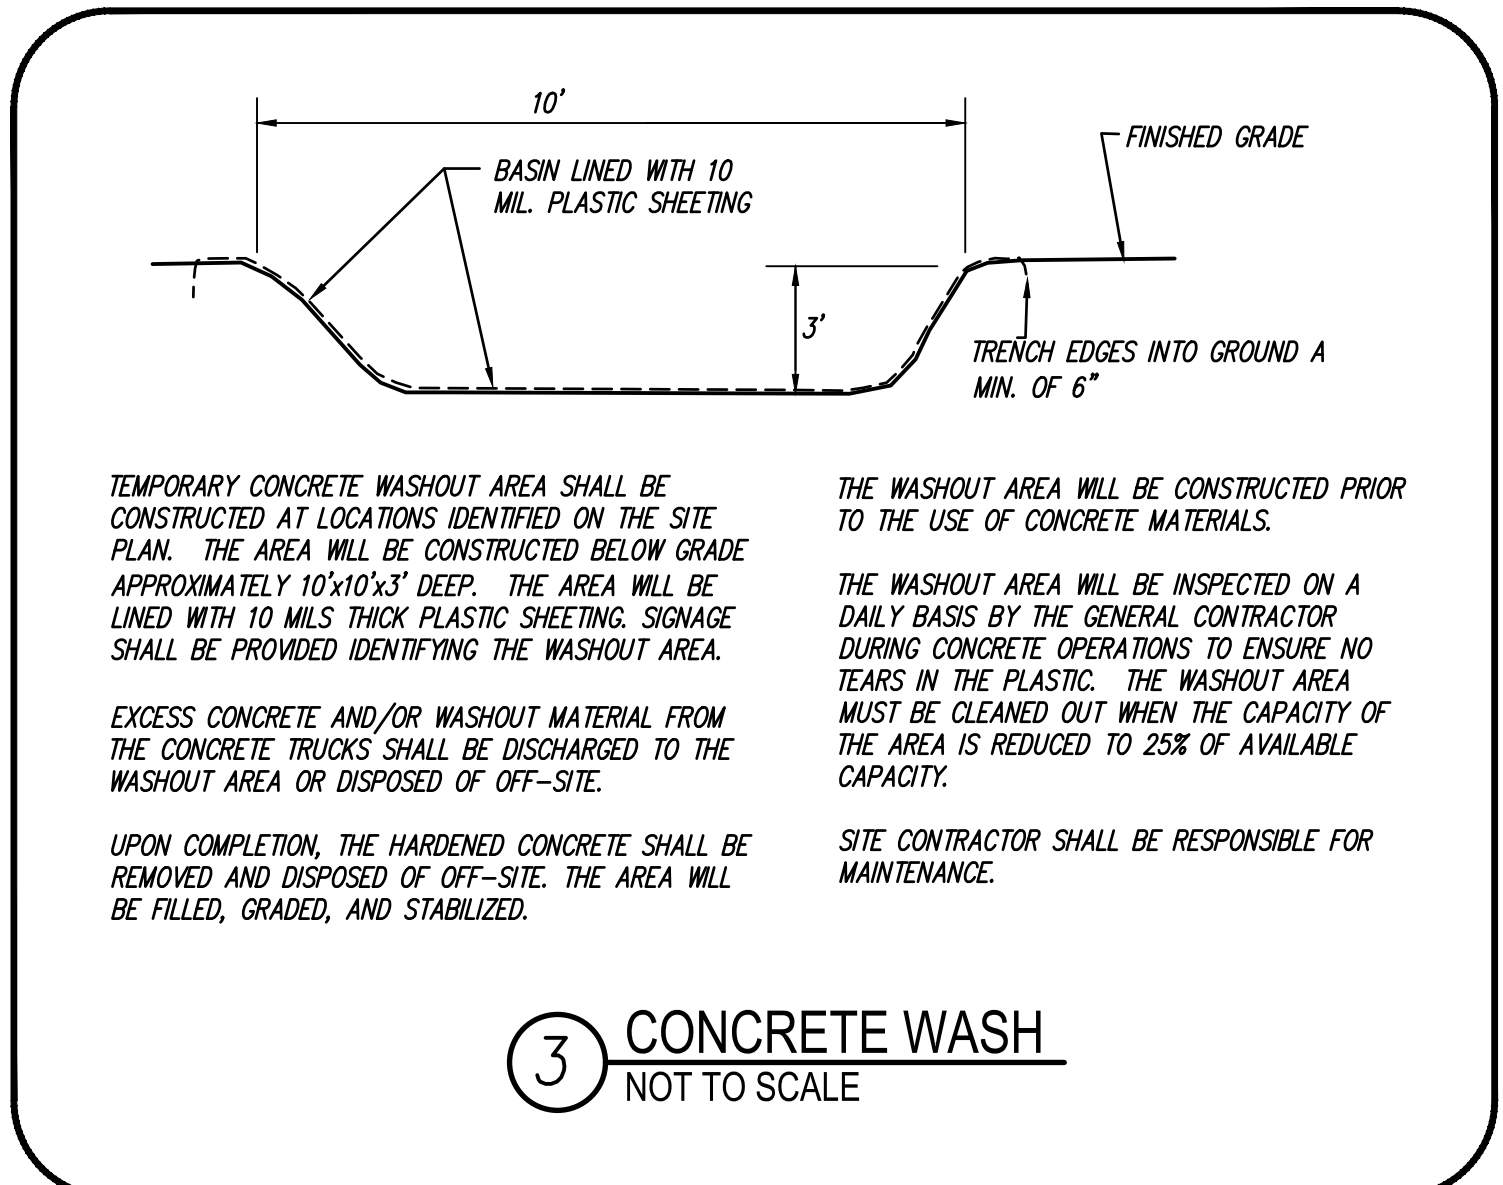 10'
BASIN LINED WITH 10
MIL. PLASTIC SHEETING
FINISHED GRADE
3'
TRENCH EDGES INTO GROUND A
MIN. OF 6"
TEMPORARY CONCRETE WASHOUT AREA SHALL BE
CONSTRUCTED AT LOCATIONS IDENTIFIED ON THE SITE
PLAN. THE AREA WILL BE CONSTRUCTED BELOW GRADE
APPROXIMATELY 10'x10'x3' DEEP. THE AREA WILL BE
LINED WITH 10 MILS THICK PLASTIC SHEETING. SIGNAGE
SHALL BE PROVIDED IDENTIFYING THE WASHOUT AREA.
EXCESS CONCRETE AND/OR WASHOUT MATERIAL FROM
THE CONCRETE TRUCKS SHALL BE DISCHARGED TO THE
WASHOUT AREA OR DISPOSED OF OFF-SITE.
UPON COMPLETION, THE HARDENED CONCRETE SHALL BE
REMOVED AND DISPOSED OF OFF-SITE. THE AREA WILL
BE FILLED, GRADED, AND STABILIZED.
THE WASHOUT AREA WILL BE CONSTRUCTED PRIOR
TO THE USE OF CONCRETE MATERIALS.
THE WASHOUT AREA WILL BE INSPECTED ON A
DAILY BASIS BY THE GENERAL CONTRACTOR
DURING CONCRETE OPERATIONS TO ENSURE NO
TEARS IN THE PLASTIC. THE WASHOUT AREA
MUST BE CLEANED OUT WHEN THE CAPACITY OF
THE AREA IS REDUCED TO 25% OF AVAILABLE
CAPACITY.
SITE CONTRACTOR SHALL BE RESPONSIBLE FOR
MAINTENANCE.
3
CONCRETE WASH
NOT TO SCALE